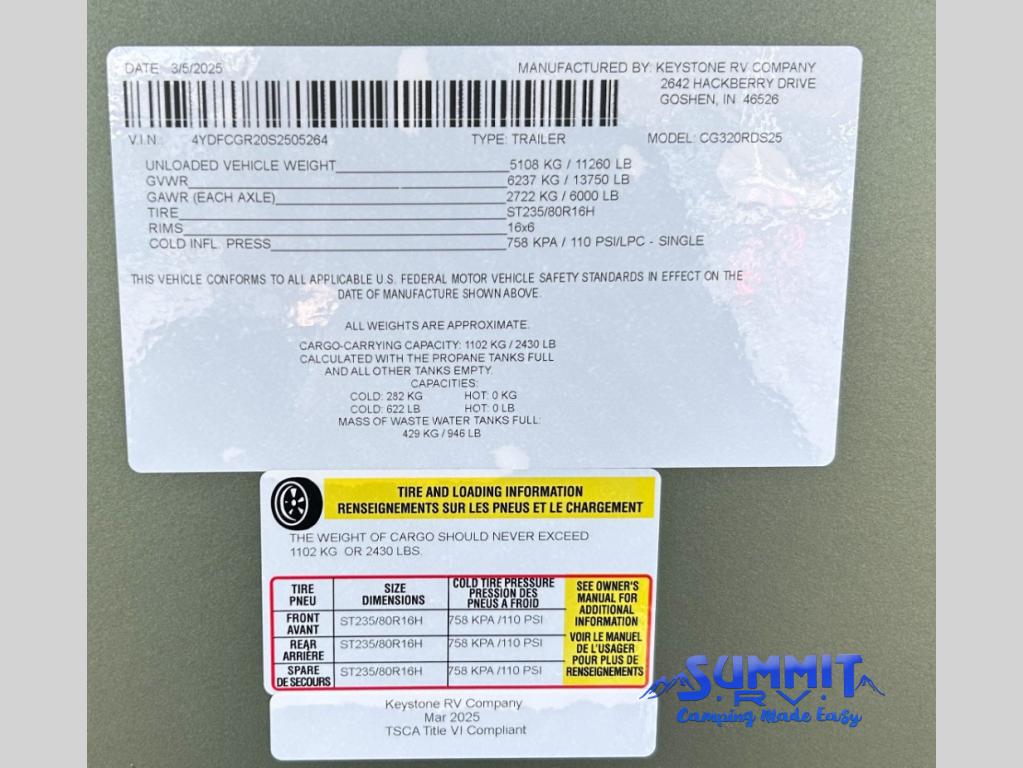 DATE: 3/5/2025
MANUFACTURED BY: KEYSTONE RV COMPANY
2642 HACKBERRY DRIVE
GOSHEN, IN 46526
V.I.N.: 4YDFCGR20S2505264 TYPE: TRAILER MODEL: CG320RDS25
UNLOADED VEHICLE WEIGHT 5108 KG / 11260 LB
GVWR 6237 KG / 13750 LB
GAWR (EACH AXLE) 2722 KG / 6000 LB
TIRE ST235/80R16H
RIMS 16x6
COLD INFL. PRESS 758 KPA / 110 PSI/LPC - SINGLE
THIS VEHICLE CONFORMS TO ALL APPLICABLE U.S. FEDERAL MOTOR VEHICLE SAFETY STANDARDS IN EFFECT ON THE
DATE OF MANUFACTURE SHOWN ABOVE.
ALL WEIGHTS ARE APPROXIMATE.
CARGO-CARRYING CAPACITY: 1102 KG / 2430 LB
CALCULATED WITH THE PROPANE TANKS FULL
AND ALL OTHER TANKS EMPTY.
CAPACITIES:
COLD: 282 KG HOT: 0 KG
COLD: 622 LB HOT: 0 LB
MASS OF WASTE WATER TANKS FULL:
429 KG / 946 LB
TIRE AND LOADING INFORMATION
RENSEIGNEMENTS SUR LES PNEUS ET LE CHARGEMENT
THE WEIGHT OF CARGO SHOULD NEVER EXCEED
1102 KG OR 2430 LBS.
TIRE
PNEU
SIZE
DIMENSIONS
COLD TIRE PRESSURE
PRESSION DES
PNEUS A FROID
FRONT
AVANT
ST235/80R16H
758 KPA /110 PSI
REAR
ARRIÈRE
ST235/80R16H
758 KPA /110 PSI
SPARE
DE SECOURS
ST235/80R16H
758 KPA /110 PSI
SEE OWNER'S
MANUAL FOR
ADDITIONAL
INFORMATION
VOIR LE MANUEL
DE L'USAGER
POUR PLUS DE
RENSEIGNEMENTS
Keystone RV Company
Mar 2025
TSCA Title VI Compliant
SUMMIT
R.V.
Camping Made Easy